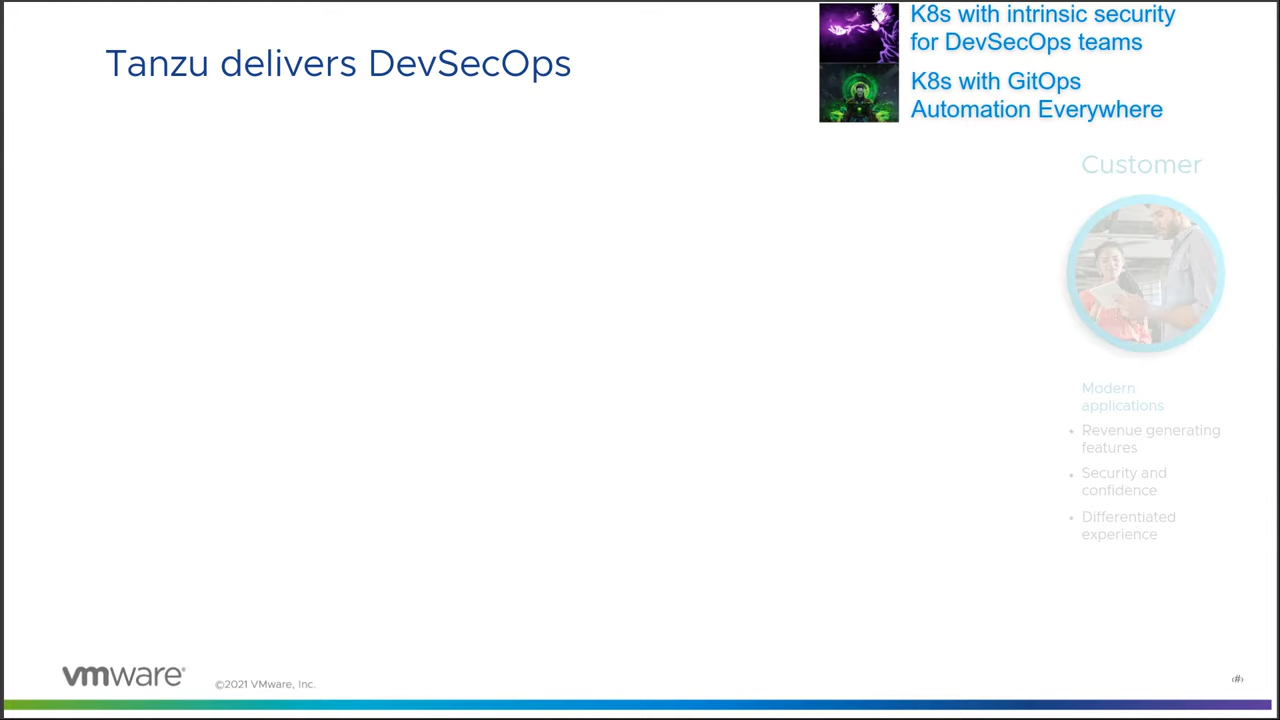 K8s with intrinsic security
for DevSecOps teams
Tanzu delivers DevSecOps
K8s with GitOps
Automation Everywhere
Customer
Modern
applications
• Revenue generating
features
• Security and
confidence
• Differentiated
experience
vmware®
©2021 VMware, Inc.
‹#›